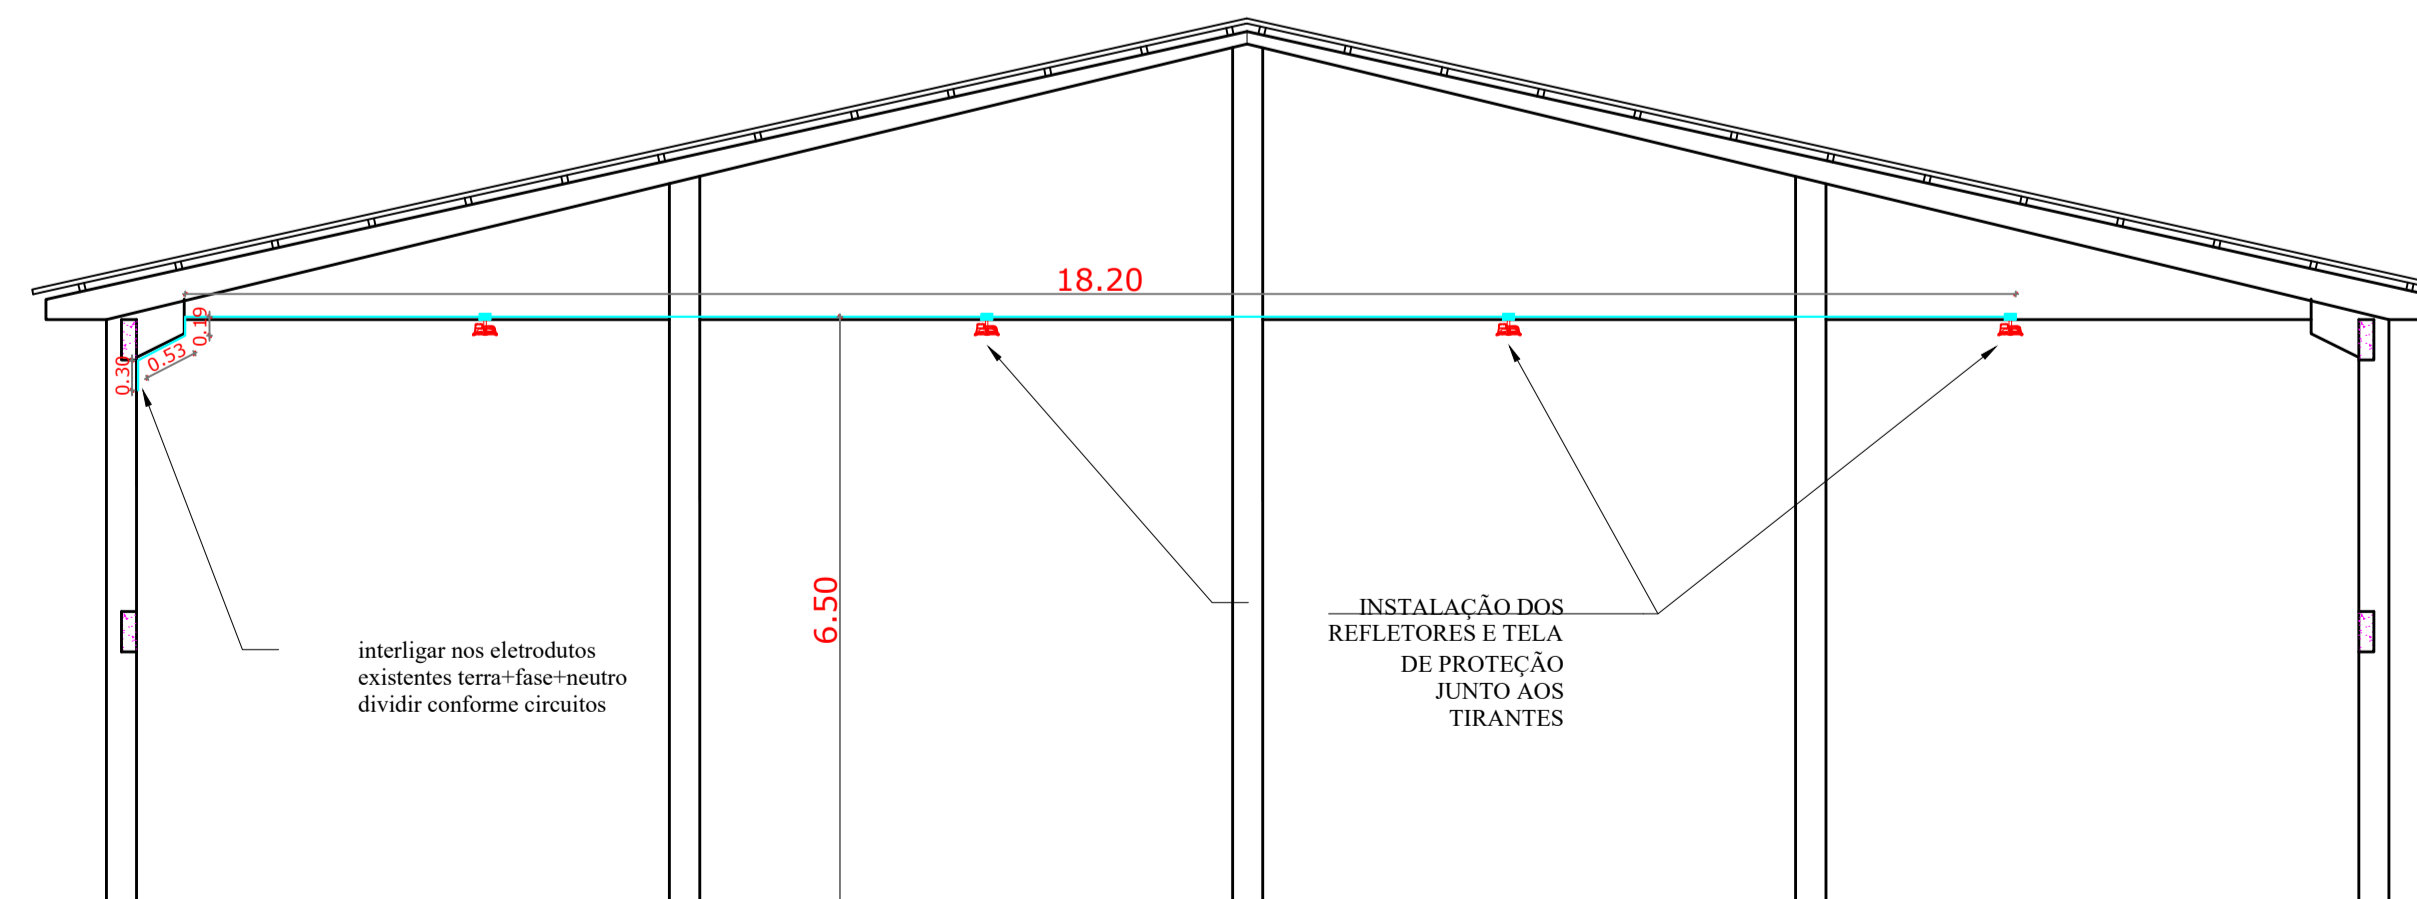 18.20
0.19
0.53
0.30
6.50
interligar nos eletrodutos
existentes terra+fase+neutro
dividir conforme circuitos
INSTALAÇÃO DOS
REFLETORES E TELA
DE PROTEÇÃO
JUNTO AOS
TIRANTES